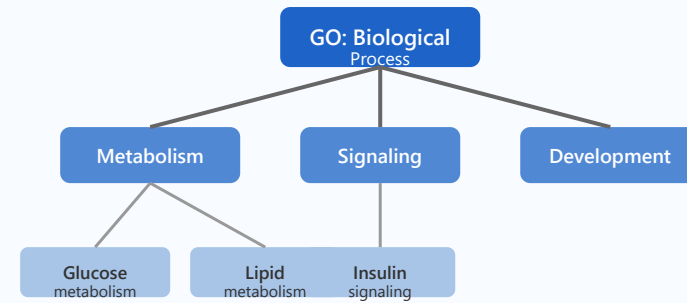 GO: Biological
Process
Metabolism
Signaling
Development
Glucose
metabolism
Lipid
metabolism
Insulin
signaling